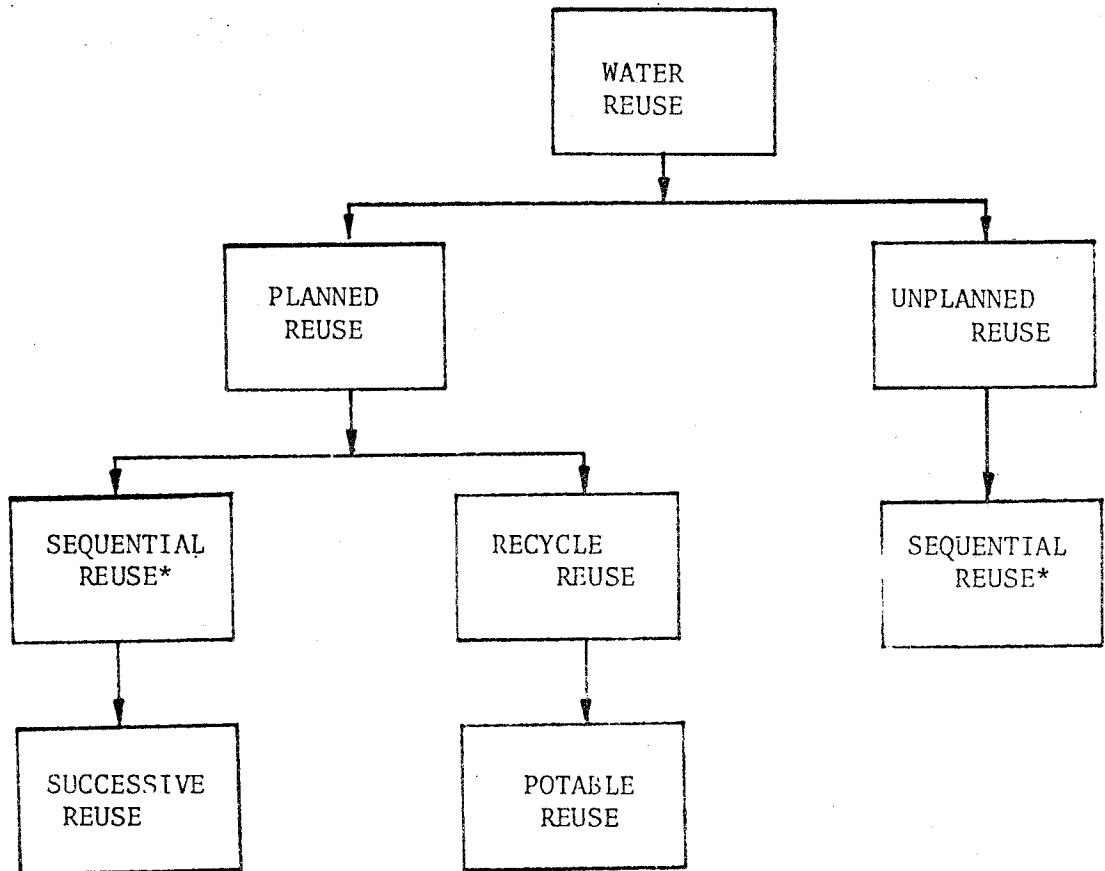 WATER
REUSE
PLANNED
REUSE
UNPLANNED
REUSE
SEQUENTIAL
REUSE*
RECYCLE
REUSE
SEQUENTIAL
REUSE*
SUCCESSIVE
REUSE
POTABLE
REUSE